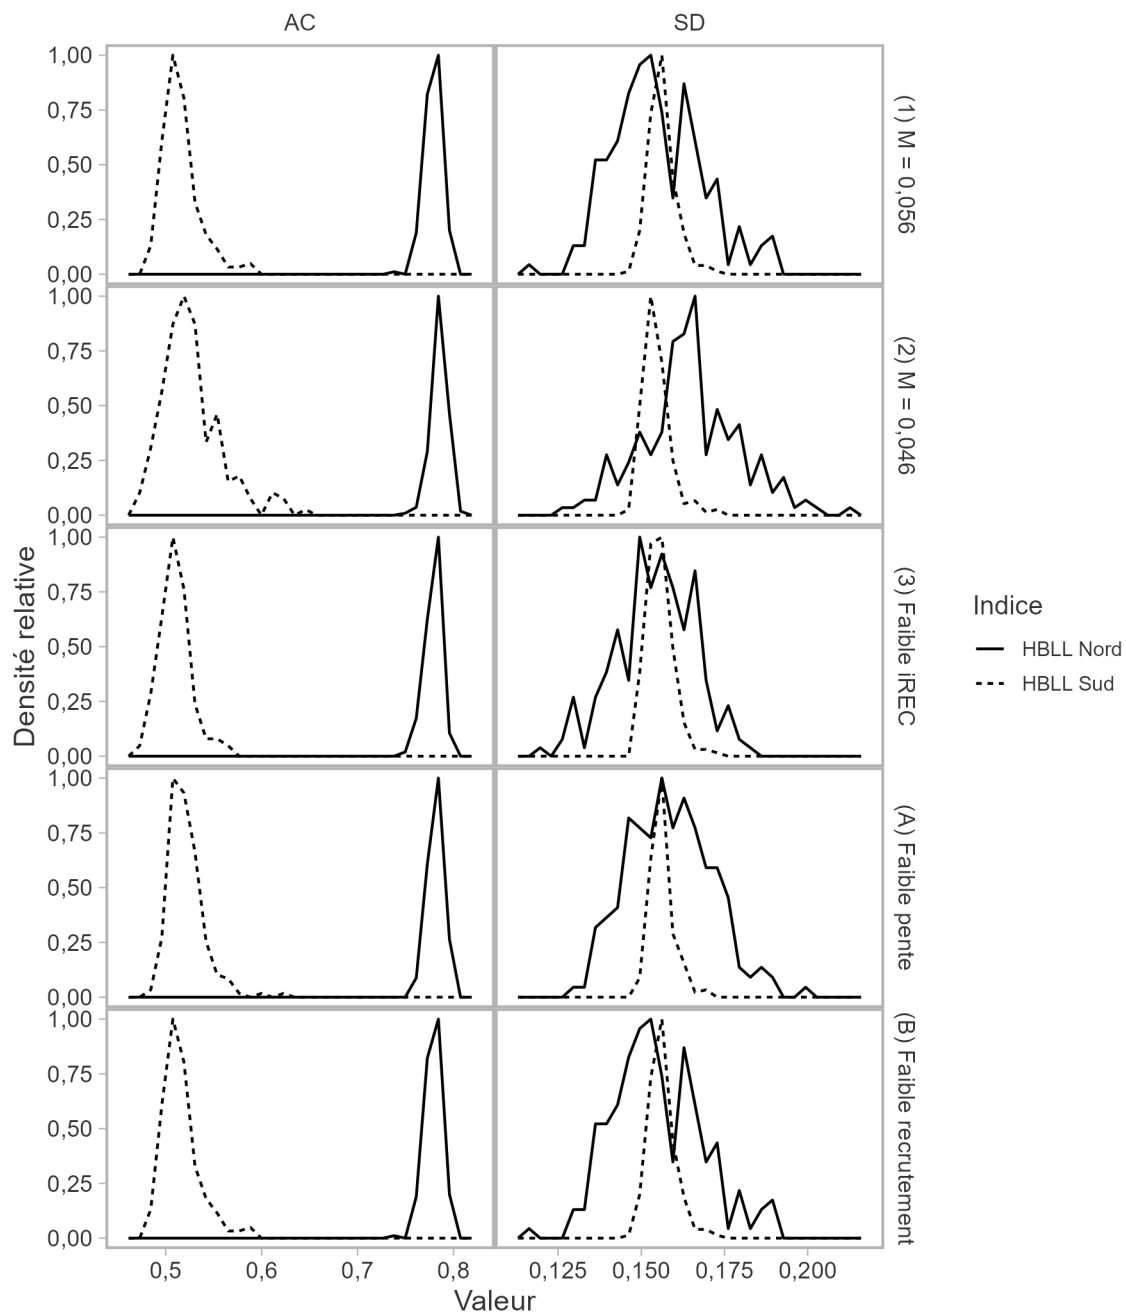 AC
SD
1,00
0,75
0,50
0,25
0,00
(1) M = 0,056
1,00
0,75
0,50
0,25
0,00
(2) M = 0,046
1,00
0,75
0,50
0,25
0,00
(3) Faible iREC
1,00
0,75
0,50
0,25
0,00
(A) Faible pente
1,00
0,75
0,50
0,25
0,00
(B) Faible recrutement
Densité relative
0,5
0,6
0,7
0,8
0,125
0,150
0,175
0,200
Valeur
Indice
HBLL Nord
HBLL Sud